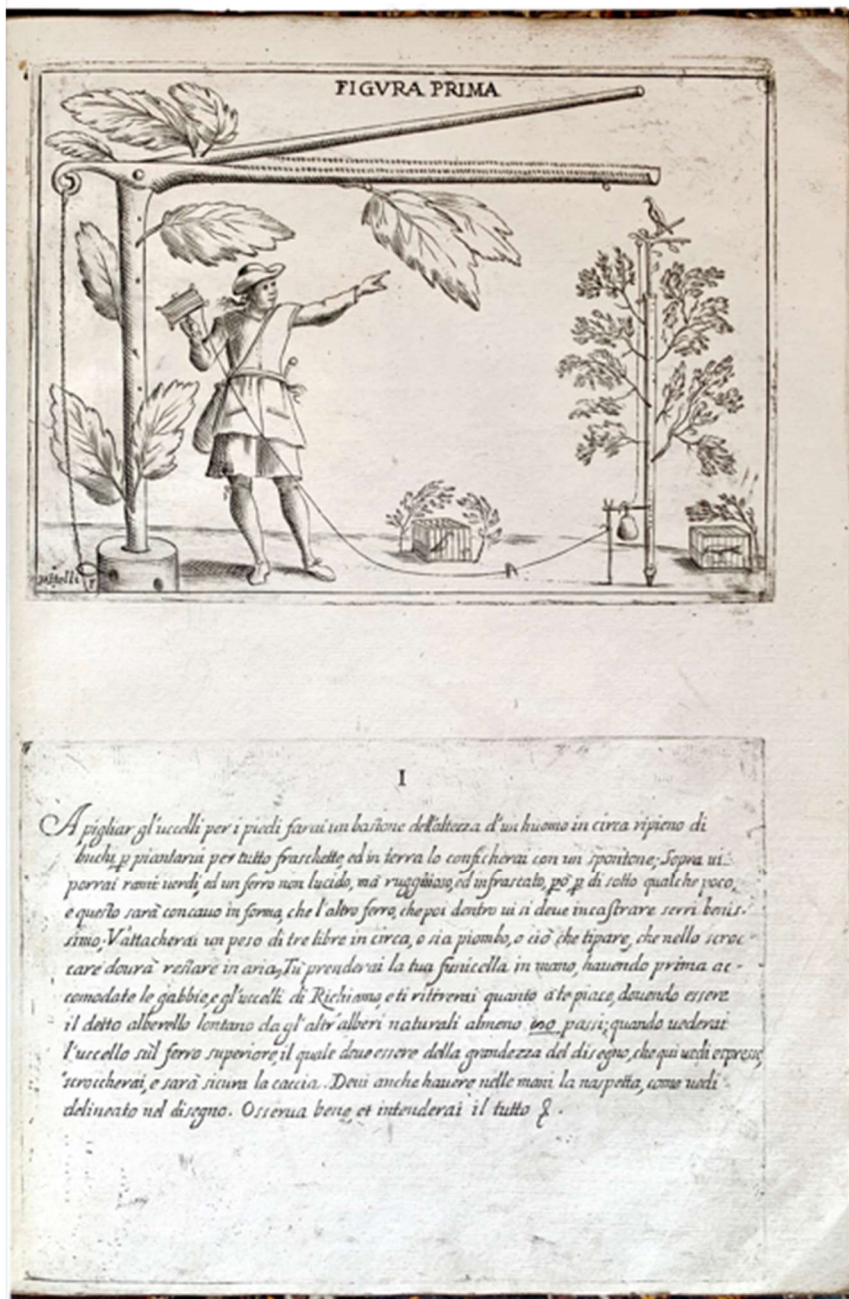 FIGVRA PRIMA
mitelli f
I
A pigliar gl'uccelli per i piedi farai un bastone dell'altezza d'un huomo in circa ripieno di
buchi, p piantarui per tutto fraschette, ed in terra lo conficherai con un spontone; Sopra ui
porrai rami uerdi, ed un ferro non lucido, mà rugginoso, ed infrascato, pò p di sotto qualche poco,
e questo sarà concauo in forma, che l'altro ferro, che poi dentro ui si deue incastrare serri benis-
simo; V'attacherai un peso di tre libre in circa, o sia piombo, o ciò che ti pare, che nello scroc-
care dourà restare in aria; Tù prenderai la tua funicella in mano, hauendo prima ac-
comodate le gabbie, e gl'uccelli di Richiamo, e ti ritirerai quanto à te piace, douendo essere
il detto alberello lontano da gl'altr'alberi naturali almeno passi; quando uederai
l'uccello sùl ferro superiore, il quale deue essere della grandezza del disegno, che qui uedi espresso,
scroccherai, e sarà sicura la caccia. Deui anche hauere nelle mani la naspetta, come uedi
delineato nel disegno. Osserua bene, et intenderai il tutto